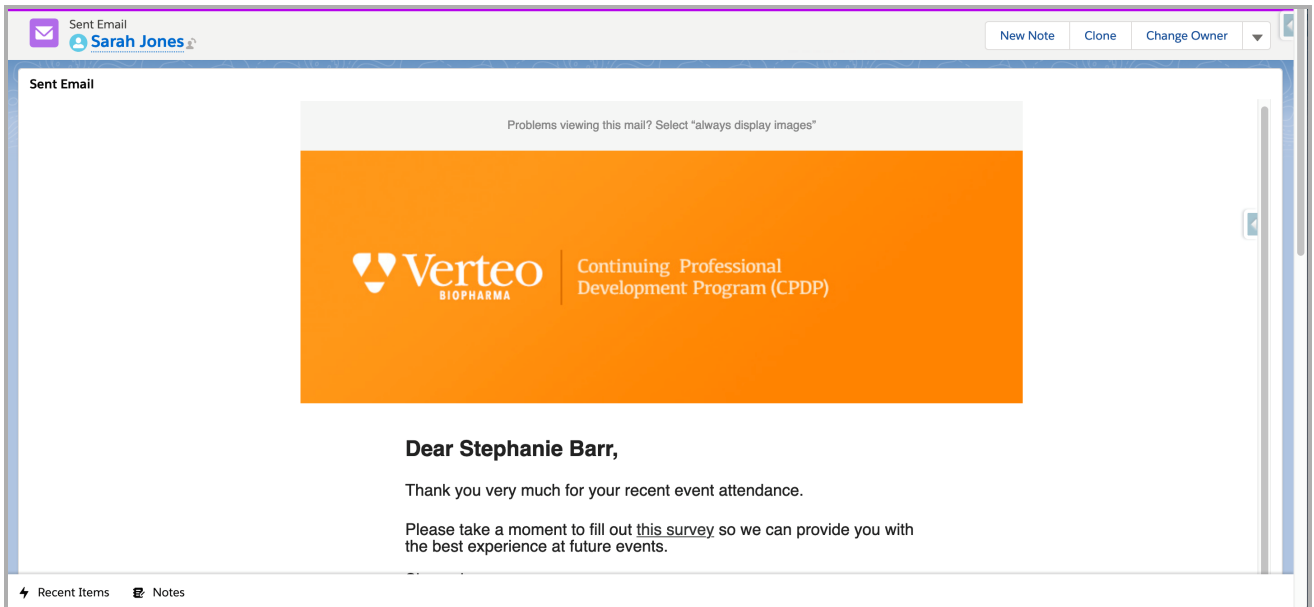 Sent Email
Sarah Jones
New Note
Clone
Change Owner
Sent Email
Problems viewing this mail? Select “always display images”
Verteo
BIOPHARMA
Continuing Professional
Development Program (CPDP)
Dear Stephanie Barr,
Thank you very much for your recent event attendance.
Please take a moment to fill out this survey so we can provide you with
the best experience at future events.
Recent Items
Notes